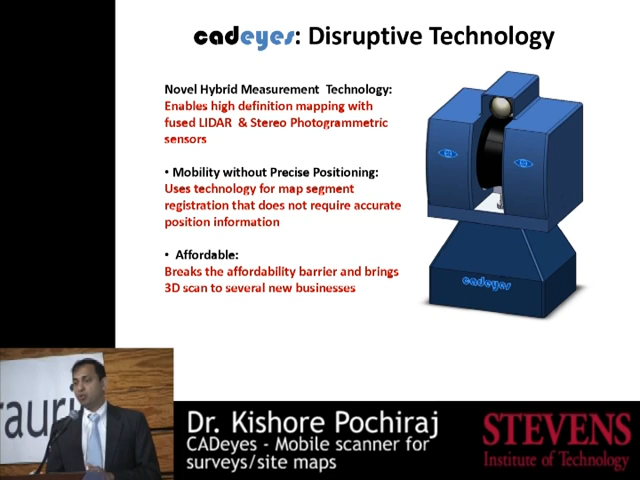 cadeyes: Disruptive Technology
Novel Hybrid Measurement Technology:
Enables high definition mapping with
fused LIDAR & Stereo Photogrammetric
sensors
• Mobility without Precise Positioning:
Uses technology for map segment
registration that does not require accurate
position information
• Affordable:
Breaks the affordability barrier and brings
3D scan to several new businesses
cadeyes
Dr. Kishore Pochiraj
CADeyes - Mobile scanner for
surveys/site maps
STEVENS
Institute of Technology